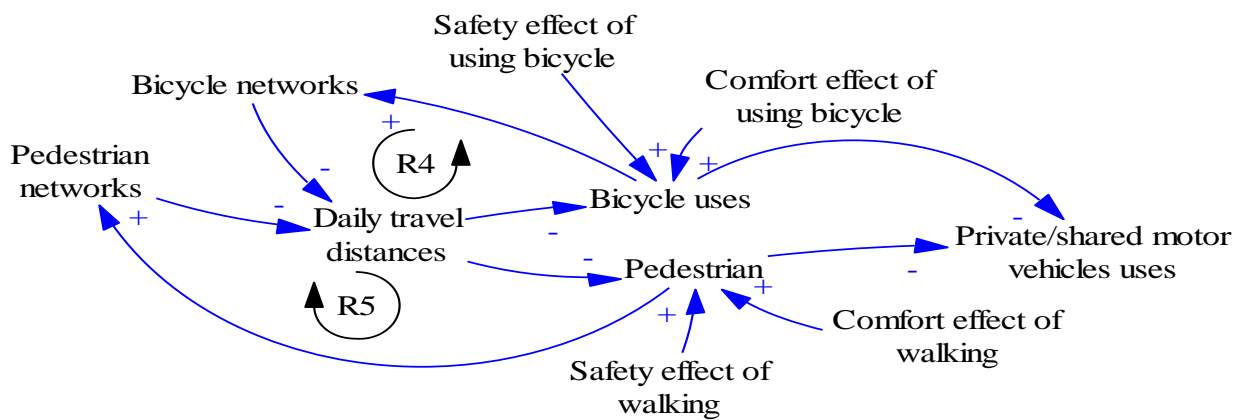 Safety effect of
using bicycle
Comfort effect of
using bicycle
Bicycle networks
+
R4
+
+
Pedestrian
networks
-
-
Bicycle uses
+
Daily travel
distances
-
-
Private/shared motor
vehicles uses
-
Pedestrian
-
+
R5
+
Comfort effect of
walking
Safety effect of
walking